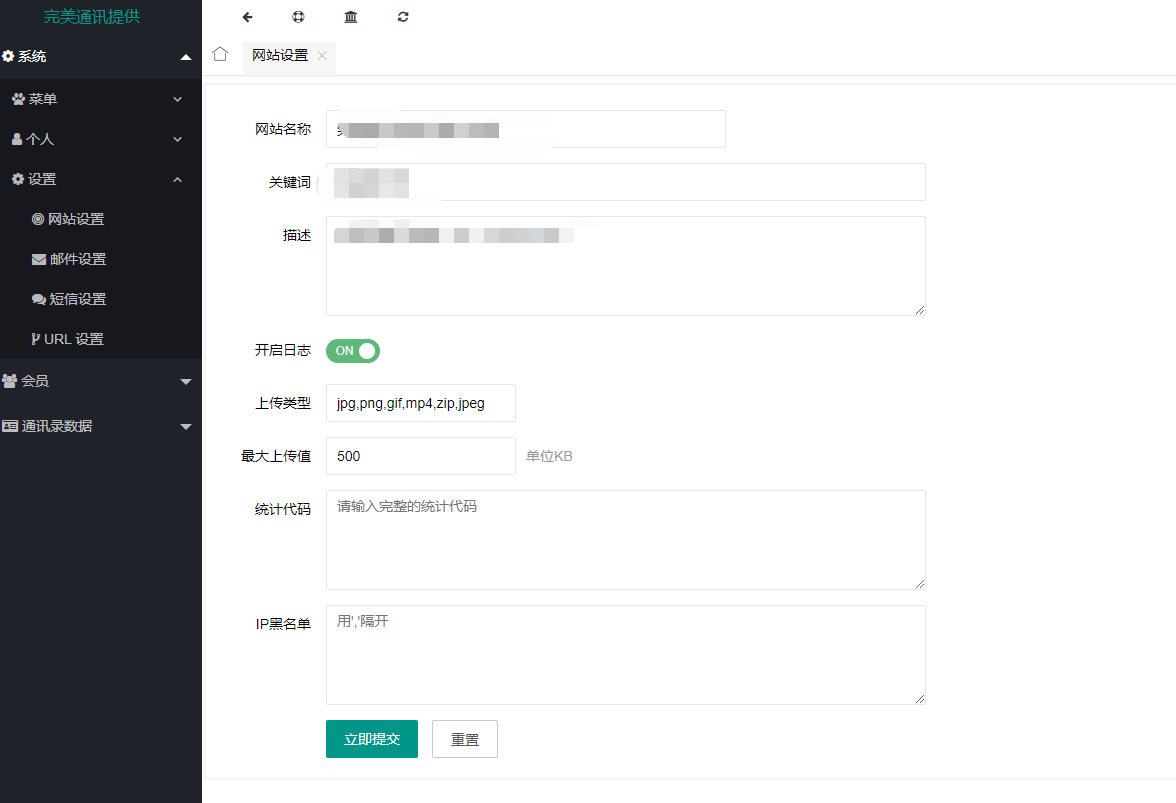 完美通讯提供
系统
菜单
个人
设置
网站设置
邮件设置
短信设置
URL 设置
会员
通讯录数据
网站设置
网站名称
关键词
描述
开启日志 ON
上传类型 jpg,png,gif,mp4,zip,jpeg
最大上传值 500 单位KB
统计代码 请输入完整的统计代码
IP黑名单 用','隔开
立即提交 重置